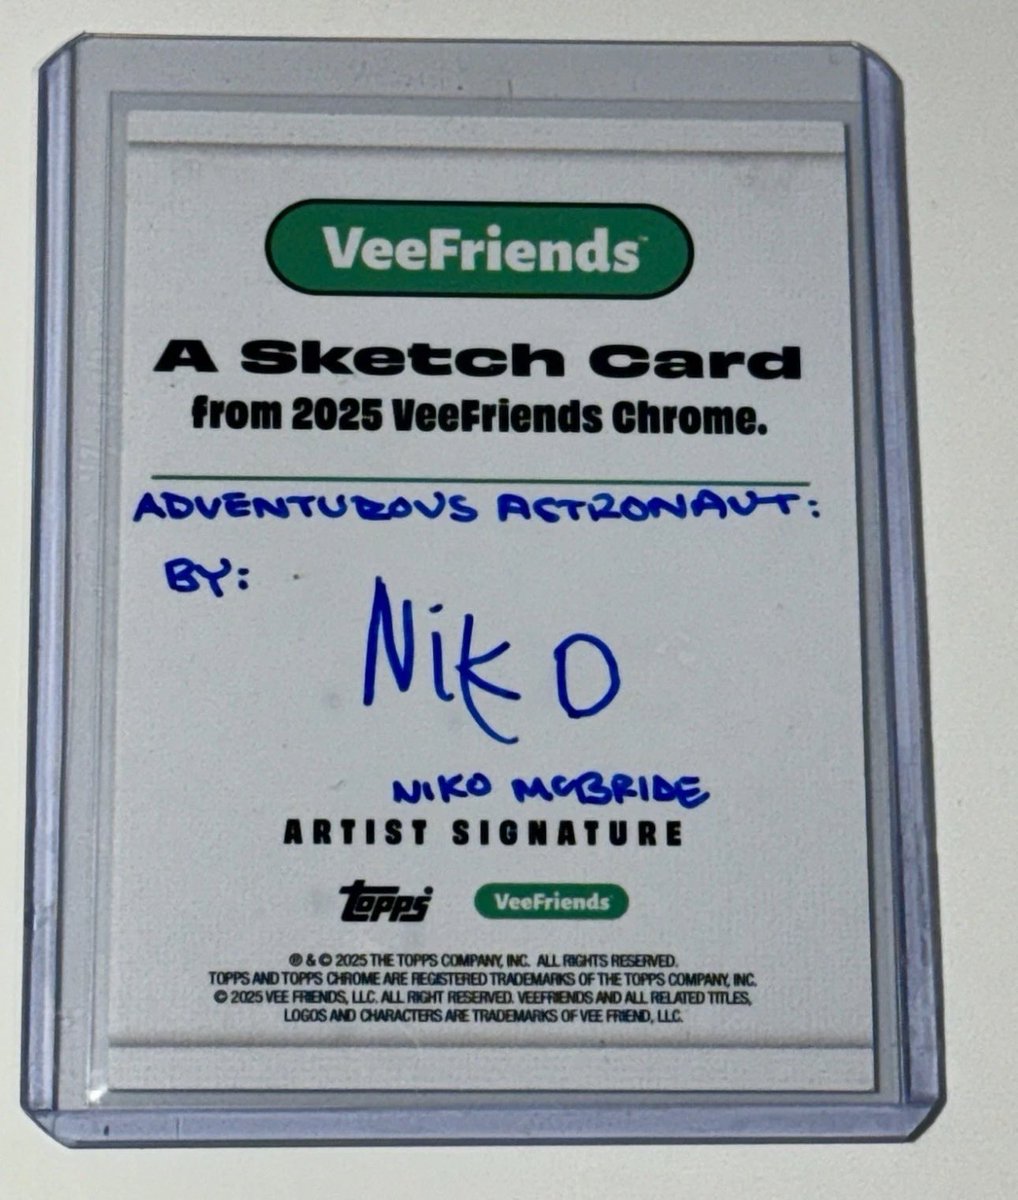 VeeFriends™
A Sketch Card
from 2025 VeeFriends Chrome.
ADVENTUROUS ASTRONAUT:
BY:
NiKO
NIKO MCBRIDE
ARTIST SIGNATURE
topps VeeFriends
® & © 2025 THE TOPPS COMPANY, INC. ALL RIGHTS RESERVED.
TOPPS AND TOPPS CHROME ARE REGISTERED TRADEMARKS OF THE TOPPS COMPANY, INC.
© 2025 VEE FRIENDS, LLC. ALL RIGHT RESERVED. VEEFRIENDS AND ALL RELATED TITLES,
LOGOS AND CHARACTERS ARE TRADEMARKS OF VEE FRIEND, LLC.